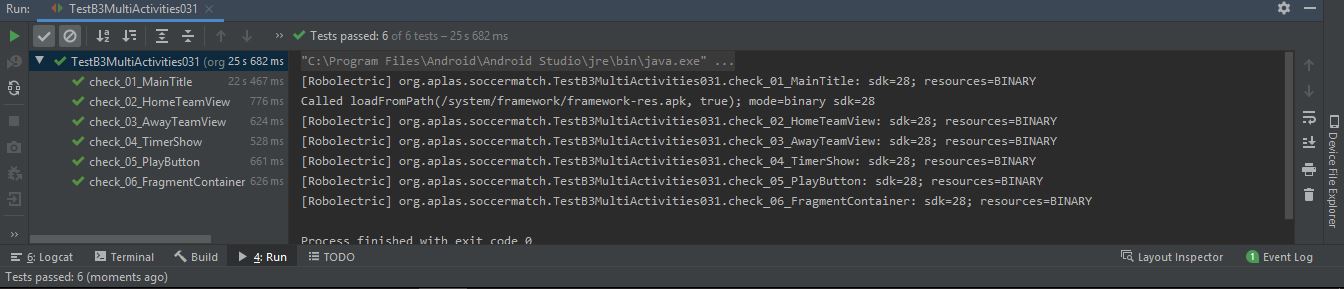 Run: TestB3MultiActivities031 ×
Tests passed: 6 of 6 tests – 25 s 682 ms
TestB3MultiActivities031 (org 25 s 682 ms
check_01_MainTitle 22 s 467 ms
check_02_HomeTeamView 776 ms
check_03_AwayTeamView 624 ms
check_04_TimerShow 528 ms
check_05_PlayButton 661 ms
check_06_FragmentContainer 626 ms
"C:\Program Files\Android\Android Studio\jre\bin\java.exe" ...
[Robolectric] org.aplas.soccermatch.TestB3MultiActivities031.check_01_MainTitle: sdk=28; resources=BINARY
Called loadFromPath(/system/framework/framework-res.apk, true); mode=binary sdk=28
[Robolectric] org.aplas.soccermatch.TestB3MultiActivities031.check_02_HomeTeamView: sdk=28; resources=BINARY
[Robolectric] org.aplas.soccermatch.TestB3MultiActivities031.check_03_AwayTeamView: sdk=28; resources=BINARY
[Robolectric] org.aplas.soccermatch.TestB3MultiActivities031.check_04_TimerShow: sdk=28; resources=BINARY
[Robolectric] org.aplas.soccermatch.TestB3MultiActivities031.check_05_PlayButton: sdk=28; resources=BINARY
[Robolectric] org.aplas.soccermatch.TestB3MultiActivities031.check_06_FragmentContainer: sdk=28; resources=BINARY
Process finished with exit code 0
Device File Explorer
6: Logcat Terminal Build 4: Run TODO Layout Inspector 1 Event Log
Tests passed: 6 (moments ago)